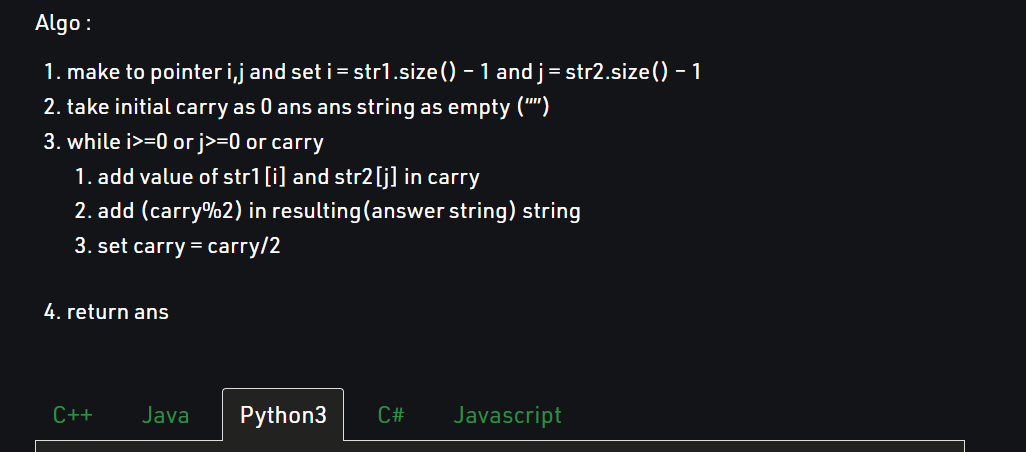 Algo :
1. make to pointer i,j and set i = str1.size() – 1 and j = str2.size() – 1
2. take initial carry as 0 ans ans string as empty (“”)
3. while i>=0 or j>=0 or carry
1. add value of str1[i] and str2[j] in carry
2. add (carry%2) in resulting(answer string) string
3. set carry = carry/2
4. return ans
C++ Java Python3 C# Javascript